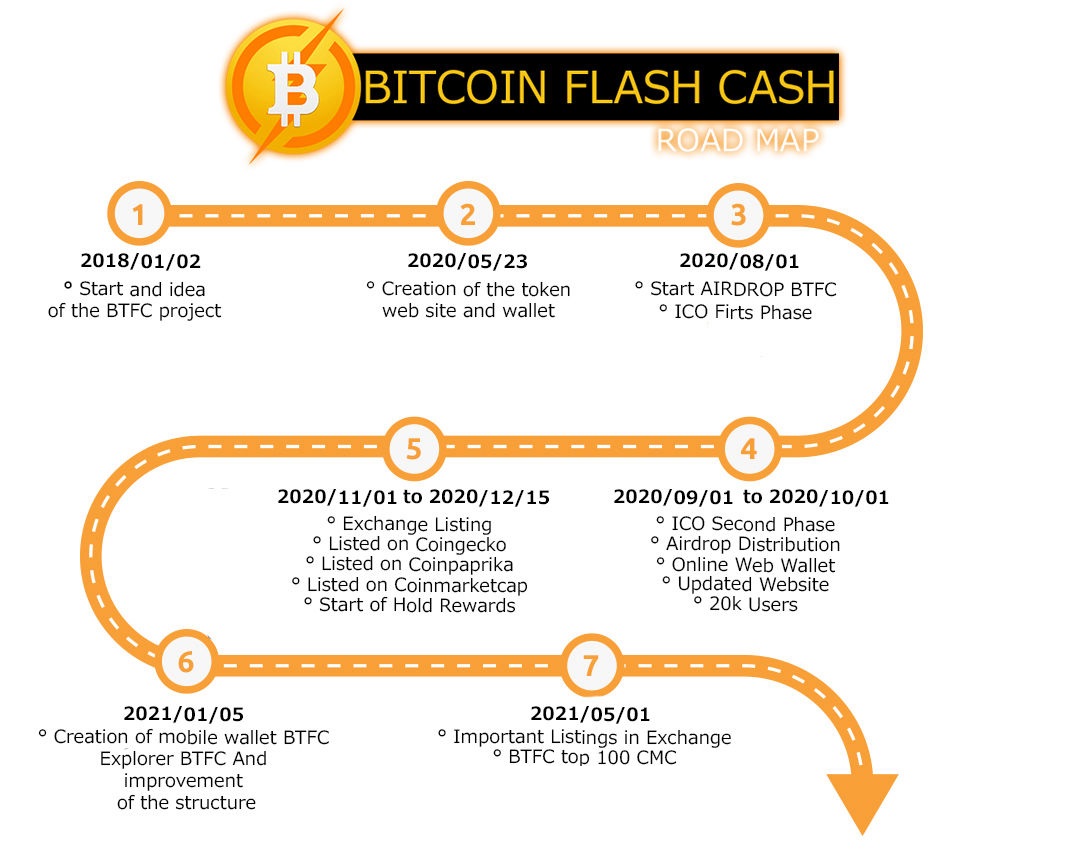 BITCOIN FLASH CASH
ROAD MAP
1
2018/01/02
° Start and idea
of the BTFC project
2
2020/05/23
° Creation of the token
web site and wallet
3
2020/08/01
° Start AIRDROP BTFC
° ICO Firts Phase
4
2020/09/01 to 2020/10/01
° ICO Second Phase
° Airdrop Distribution
° Online Web Wallet
° Updated Website
° 20k Users
5
2020/11/01 to 2020/12/15
° Exchange Listing
° Listed on Coingecko
° Listed on Coinpaprika
° Listed on Coinmarketcap
° Start of Hold Rewards
6
2021/01/05
° Creation of mobile wallet BTFC
Explorer BTFC And
improvement
of the structure
7
2021/05/01
° Important Listings in Exchange
° BTFC top 100 CMC